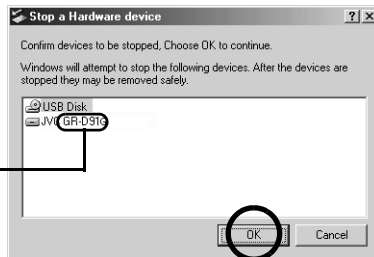 Stop a Hardware device
Confirm devices to be stopped, Choose OK to continue.
Windows will attempt to stop the following devices. After the devices are
stopped they may be removed safely.
USB Disk
JVC GR-D91
OK
Cancel